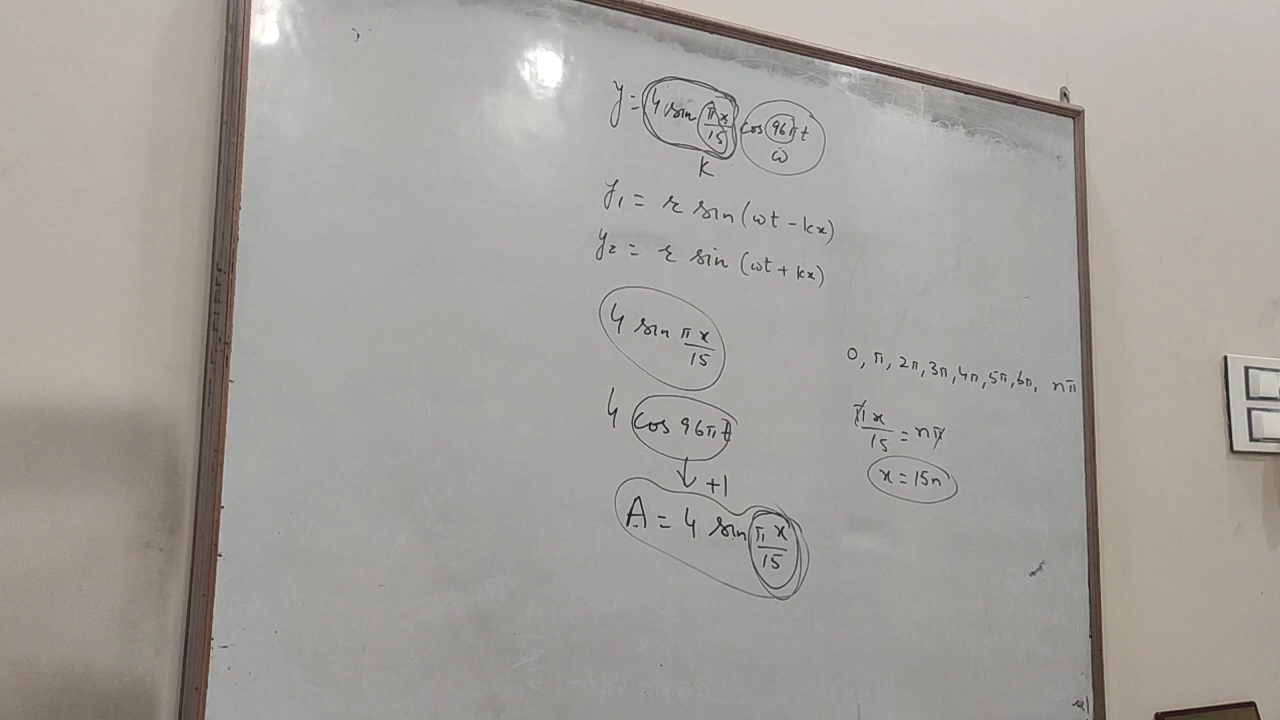 y = 4 sin πx/15 cos 96πt
K ω
y₁ = r sin(ωt − kx)
y₂ = r sin (ωt + kx)
4 sin πx/15
4 cos 96πt
↓ +1
A = 4 sin πx/15
0, π, 2π, 3π, 4π, 5π, 6π, nπ
πx/15 = nπ
x = 15n